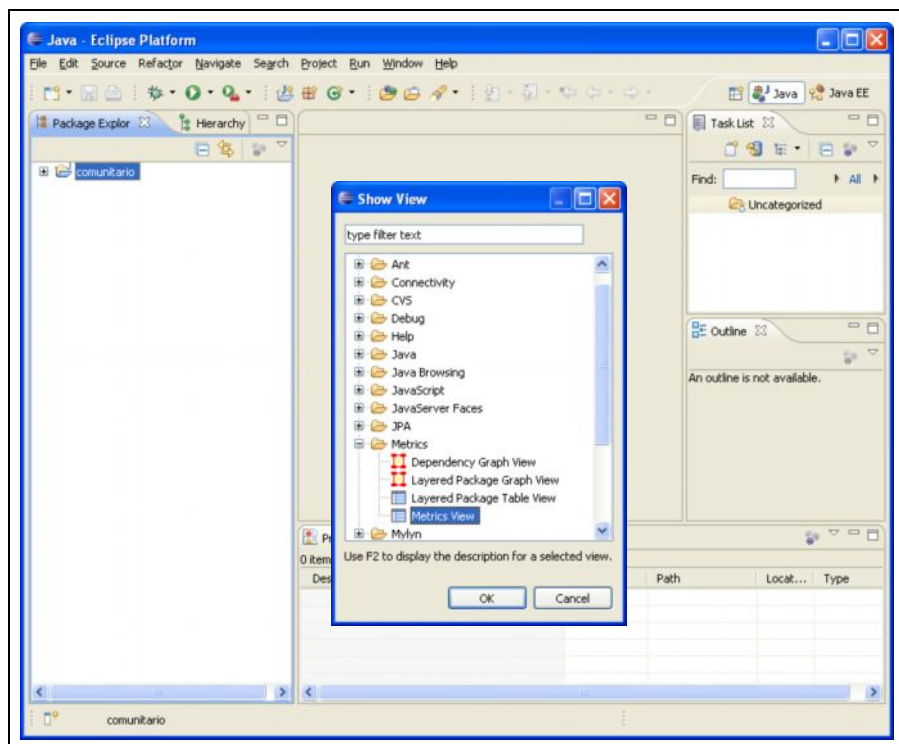 Java - Eclipse Platform
File Edit Source Refactor Navigate Search Project Run Window Help
Java Java EE
Package Explor Hierarchy
comunitario
Task List
Find: All
Uncategorized
Outline
An outline is not available.
Show View
type filter text
Ant
Connectivity
CVS
Debug
Help
Java
Java Browsing
JavaScript
JavaServer Faces
JPA
Metrics
Dependency Graph View
Layered Package Graph View
Layered Package Table View
Metrics View
Mylyn
Use F2 to display the description for a selected view.
OK Cancel
Pr
0 item
Des Path Locat... Type
comunitario